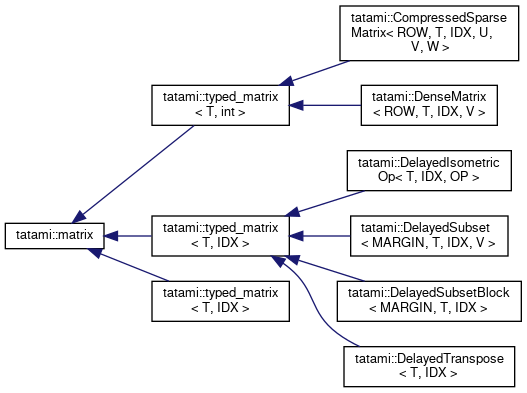 tatami::CompressedSparse
Matrix< ROW, T, IDX, U,
V, W >
tatami::typed_matrix
< T, int >
tatami::DenseMatrix
< ROW, T, IDX, V >
tatami::DelayedIsometric
Op< T, IDX, OP >
tatami::matrix
tatami::typed_matrix
< T, IDX >
tatami::DelayedSubset
< MARGIN, T, IDX, V >
tatami::typed_matrix
< T, IDX >
tatami::DelayedSubsetBlock
< MARGIN, T, IDX >
tatami::DelayedTranspose
< T, IDX >